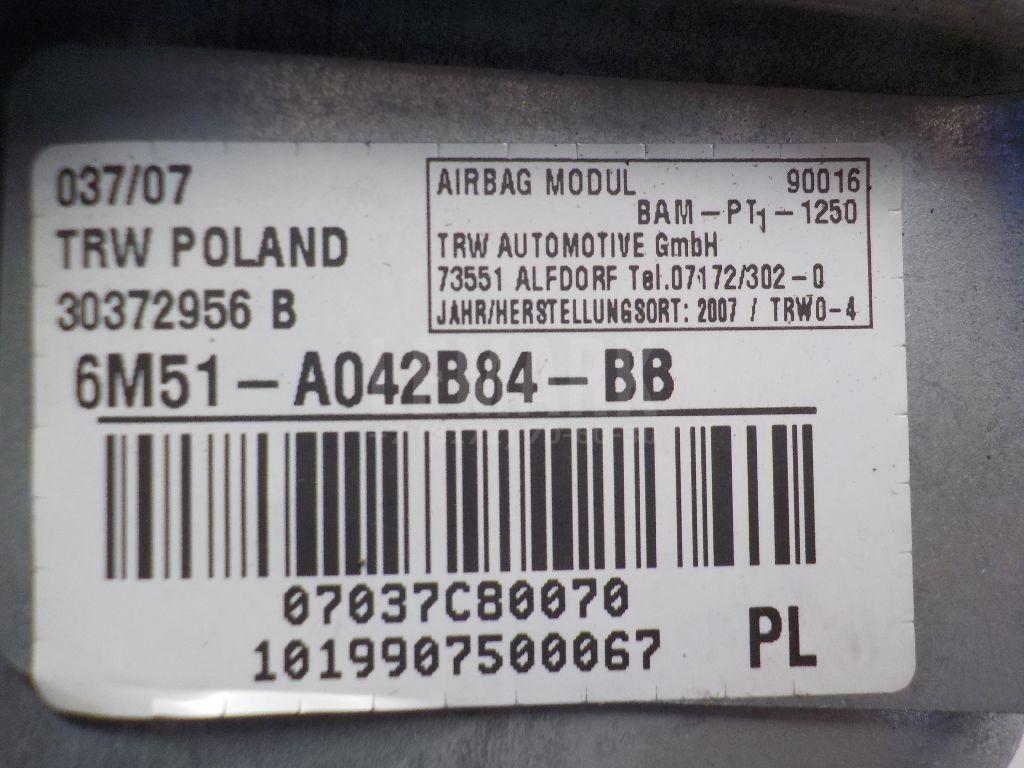 037/07
TRW POLAND
30372956 B
AIRBAG MODUL 90016
BAM-PT1-1250
TRW AUTOMOTIVE GmbH
73551 ALFDORF Tel.07172/302-0
JAHR/HERSTELLUNGSORT: 2007 / TRW0-4
6M51-A042B84-BB
07037C80070
1019907500067
PL